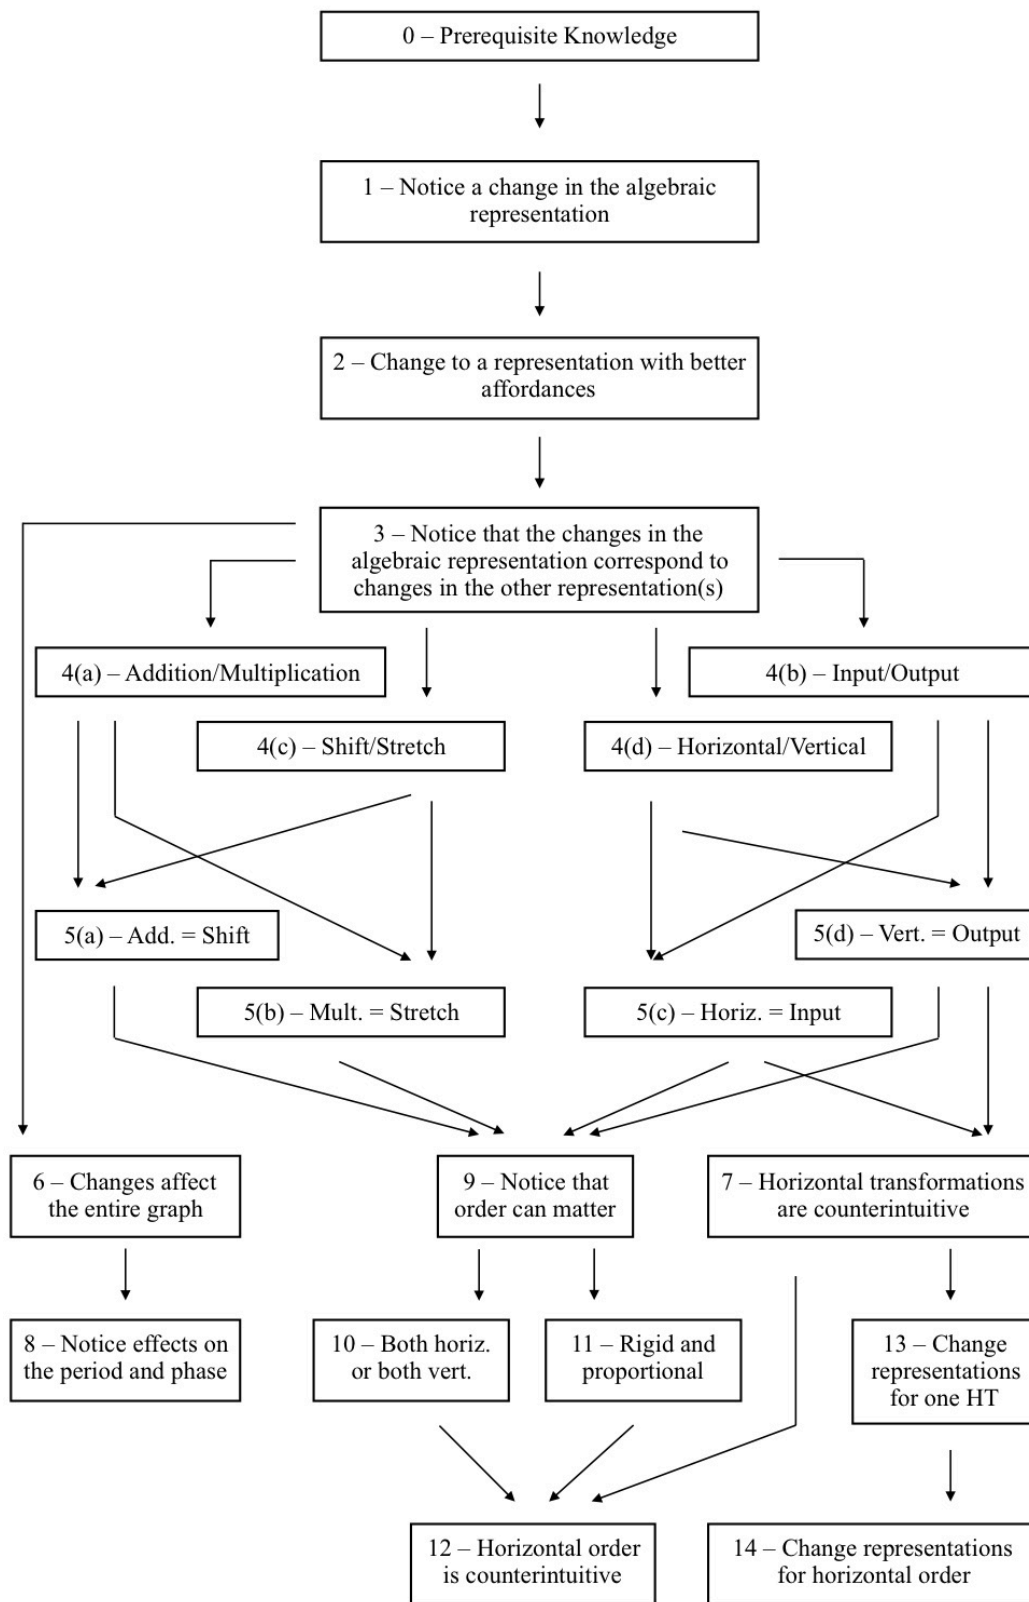 0 – Prerequisite Knowledge
1 – Notice a change in the algebraic
representation
2 – Change to a representation with better
affordances
3 – Notice that the changes in the
algebraic representation correspond to
changes in the other representation(s)
4(a) – Addition/Multiplication
4(b) – Input/Output
4(c) – Shift/Stretch
4(d) – Horizontal/Vertical
5(a) – Add. = Shift
5(d) – Vert. = Output
5(b) – Mult. = Stretch
5(c) – Horiz. = Input
6 – Changes affect
the entire graph
9 – Notice that
order can matter
7 – Horizontal transformations
are counterintuitive
8 – Notice effects on
the period and phase
10 – Both horiz.
or both vert.
11 – Rigid and
proportional
13 – Change
representations
for one HT
12 – Horizontal order
is counterintuitive
14 – Change representations
for horizontal order